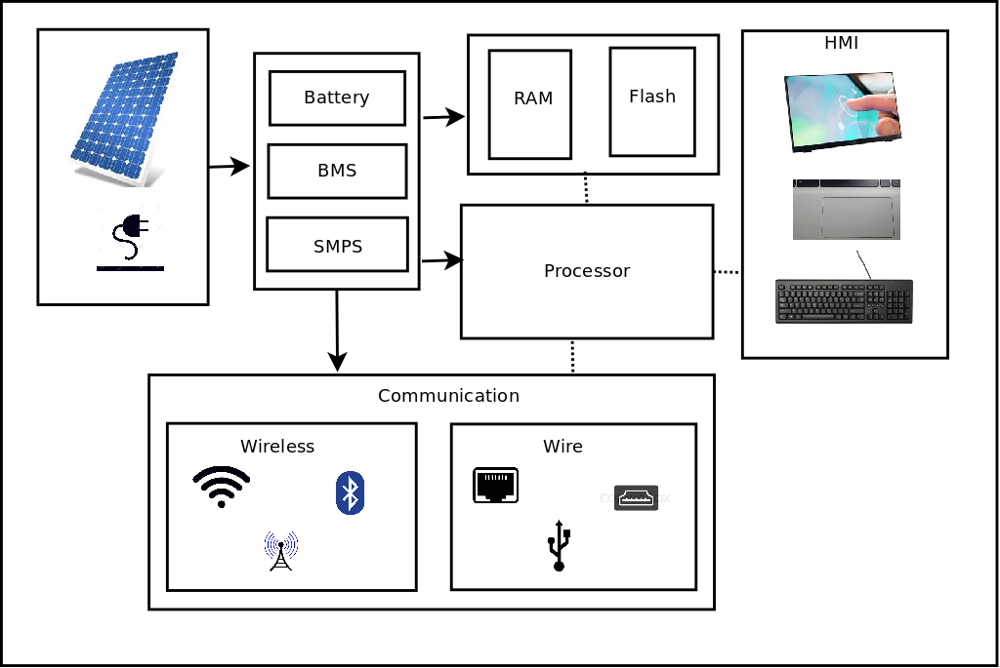 HMI
Battery
RAM
Flash
BMS
SMPS
Processor
Communication
Wireless
Wire